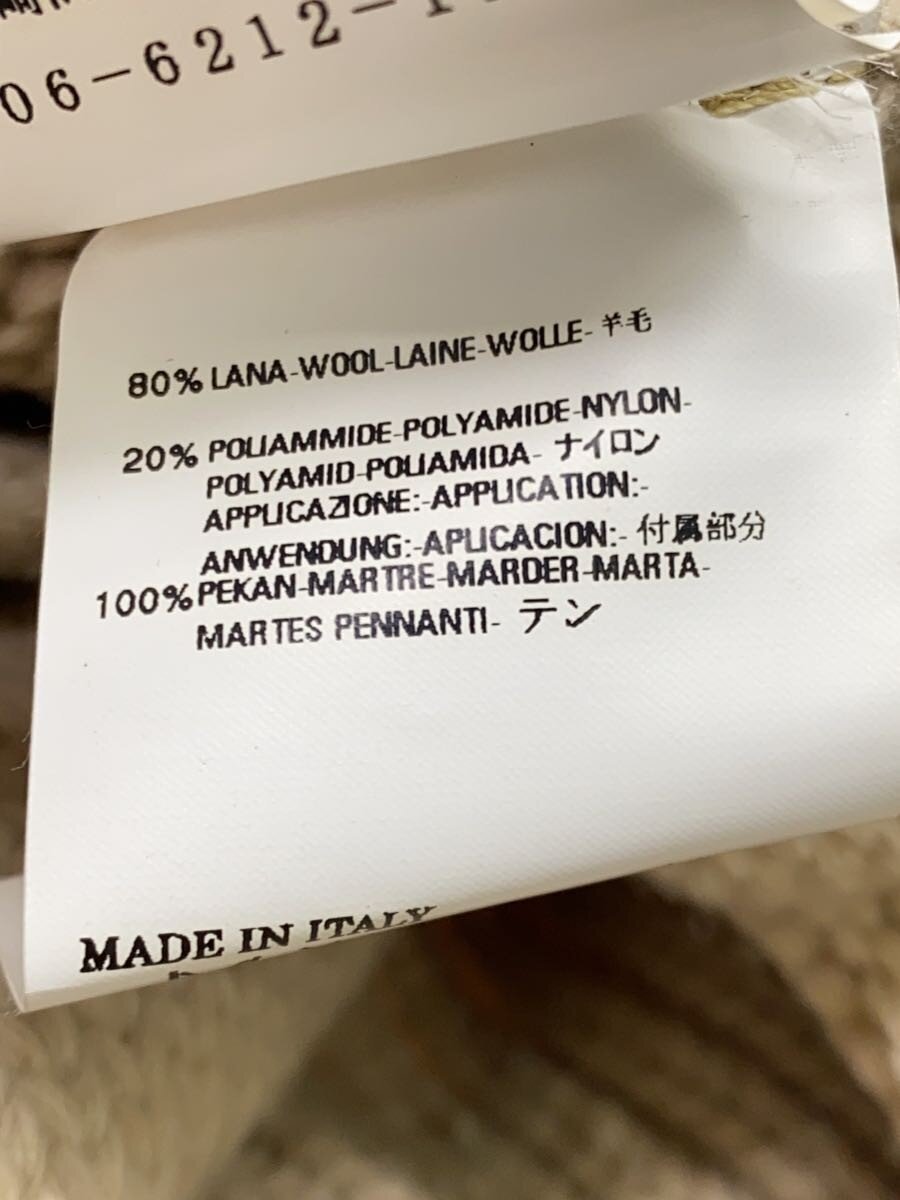 06-6212-1
80% LANA-WOOL-LAINE-WOLLE- 羊毛
20% POLIAMMIDE-POLYAMIDE-NYLON-
POLYAMID-POLIAMIDA- ナイロン
APPLICAZIONE:-APPLICATION:-
ANWENDUNG:-APLICACION:- 付属部分
100% PEKAN-MARTRE-MARDER-MARTA-
MARTES PENNANTI- テン
MADE IN ITALY